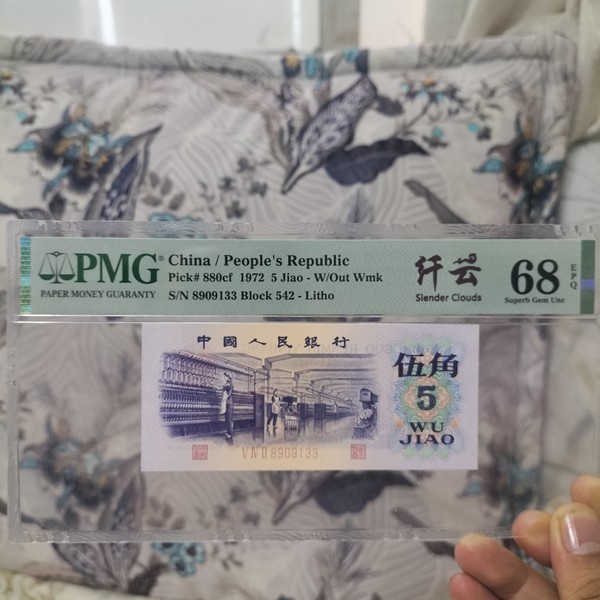 PMG
PAPER MONEY GUARANTY
China / People's Republic
Pick# 880cf 1972 5 Jiao - W/Out Wmk
S/N 8909133 Block 542 - Litho
纤云
Slender Clouds
68 EPQ
Superb Gem Unc
中國人民銀行
伍角
5
WU
JIAO
V IV II 8909133